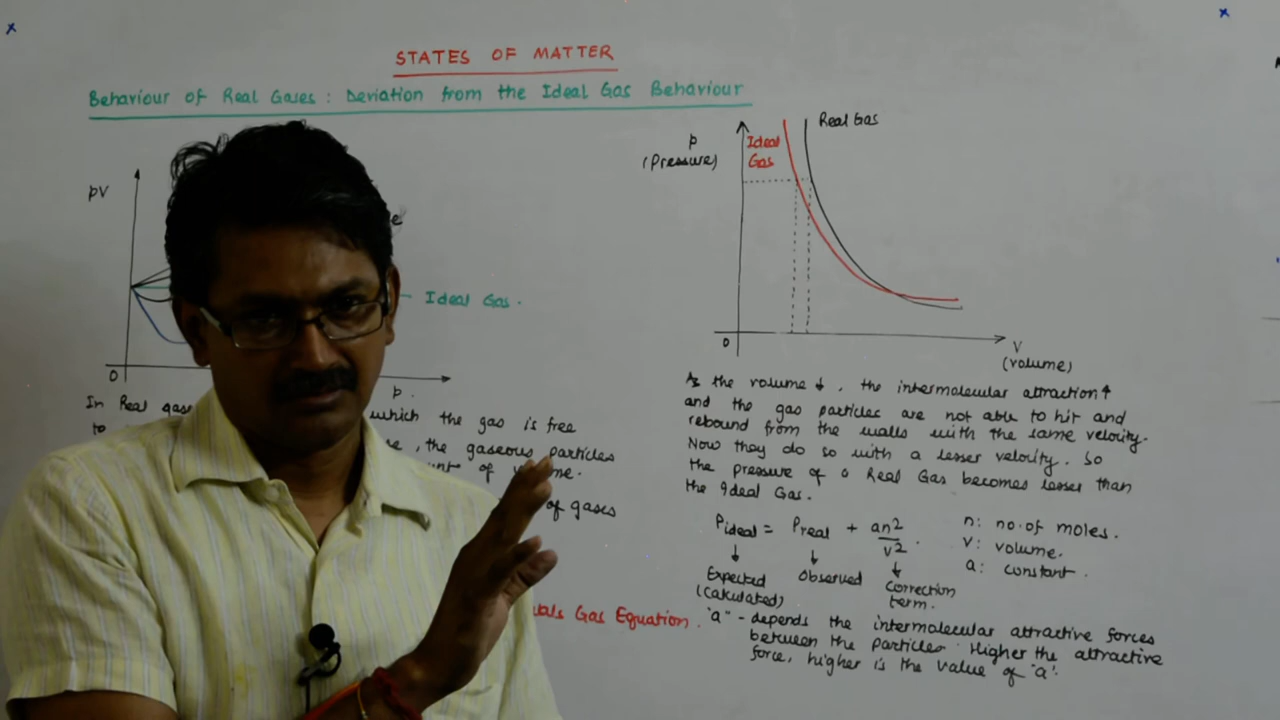 STATES OF MATTER
Behaviour of Real Gases : Deviation from the Ideal Gas Behaviour
pV
Ideal Gas.
0
p.
In Real
which the gas is free
to
, the gaseous particles
of
of gases
Gas Equation.
p
(Pressure)
Ideal
Gas
Real Gas
0
V
(volume)
As the volume ↓, the intermolecular attraction ↑
and the gas particles are not able to hit and
rebound from the walls with the same velocity.
Now they do so with a lesser velocity. So
the pressure of a Real Gas becomes lesser than
the Ideal Gas.
Pideal = Preal + an²/V².
Expected
(Calculated)
Observed
Correction
term.
n: no. of moles.
V: volume.
a: constant.
"a" - depends the intermolecular attractive forces
between the particles. Higher the attractive
force, higher is the value of 'a'.